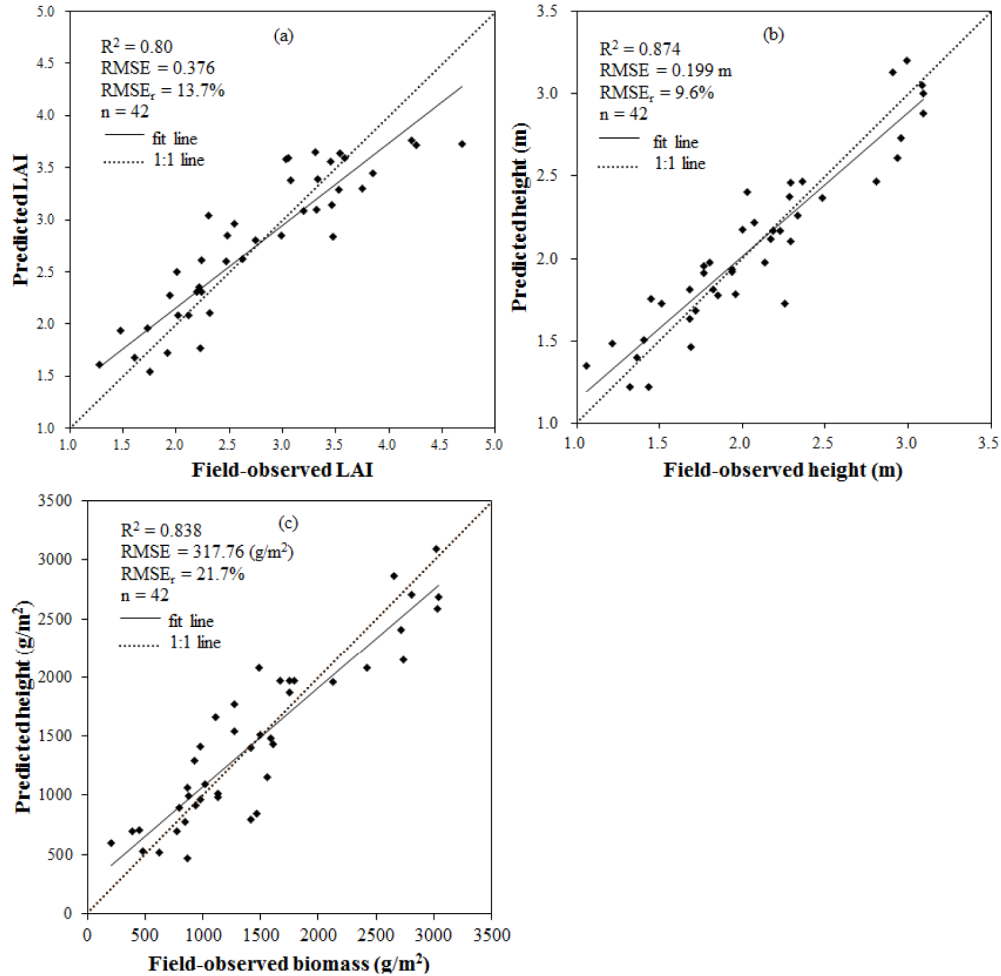 (a)
R² = 0.80
RMSE = 0.376
RMSEr = 13.7%
n = 42
fit line
1:1 line
5.0
4.5
4.0
3.5
3.0
2.5
2.0
1.5
1.0
Predicted LAI
1.0 1.5 2.0 2.5 3.0 3.5 4.0 4.5 5.0
Field-observed LAI
(b)
R² = 0.874
RMSE = 0.199 m
RMSEr = 9.6%
n = 42
fit line
1:1 line
3.5
3.0
2.5
2.0
1.5
1.0
Predicted height (m)
1.0 1.5 2.0 2.5 3.0 3.5
Field-observed height (m)
(c)
R² = 0.838
RMSE = 317.76 (g/m²)
RMSEr = 21.7%
n = 42
fit line
1:1 line
3500
3000
2500
2000
1500
1000
500
0
Predicted height (g/m²)
0 500 1000 1500 2000 2500 3000 3500
Field-observed biomass (g/m²)